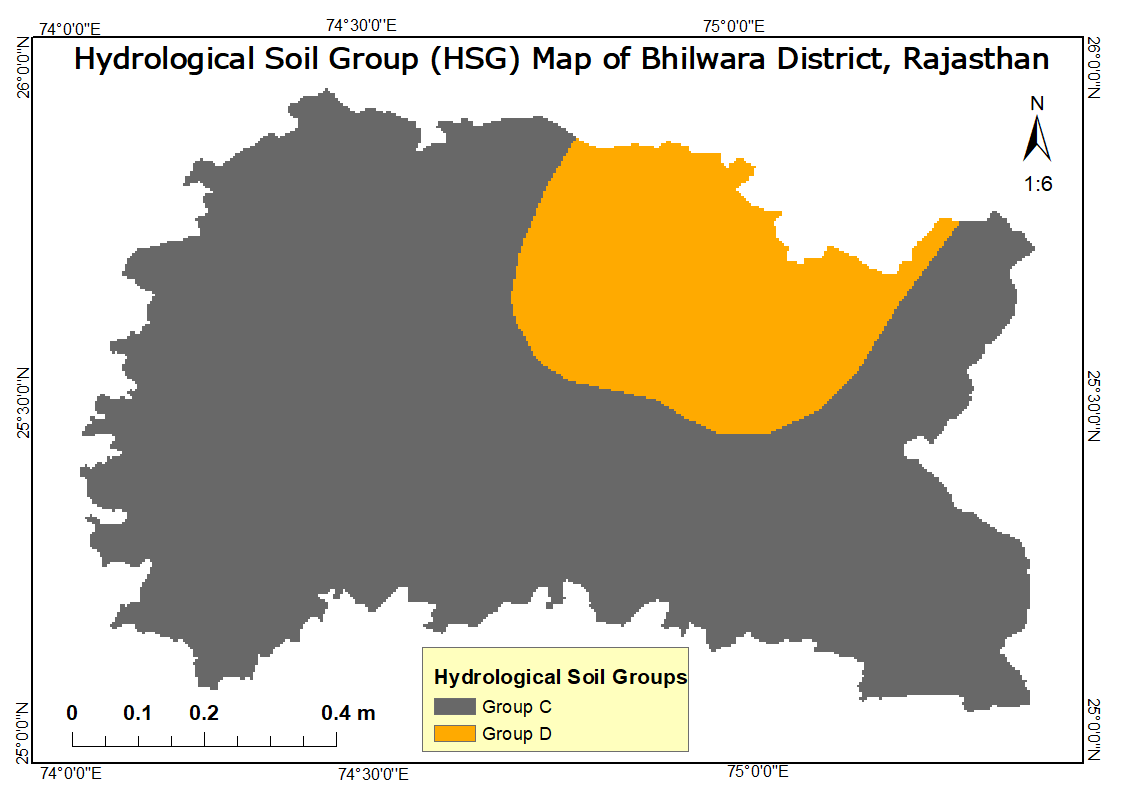 74°0'0"E 74°30'0"E 75°0'0"E
Hydrological Soil Group (HSG) Map of Bhilwara District, Rajasthan
26°0'0"N 26°0'0"N
N
1:6
25°30'0"N 25°30'0"N
Hydrological Soil Groups
Group C
Group D
0 0.1 0.2 0.4 m
25°0'0"N 25°0'0"N
74°0'0"E 74°30'0"E 75°0'0"E